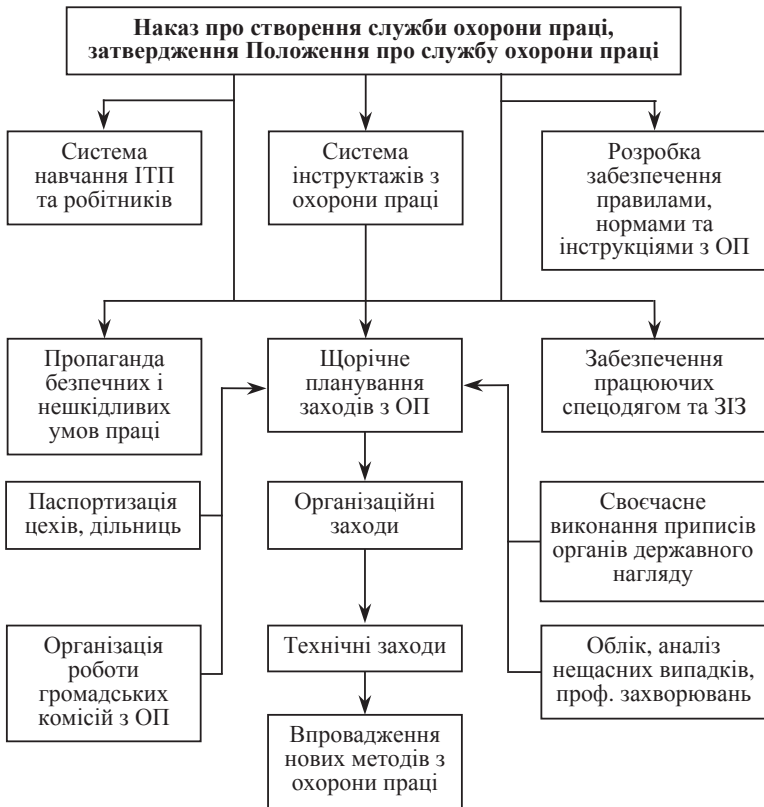 Наказ про створення служби охорони праці,
затвердження Положення про службу охорони праці
Система
навчання ІТП
та робітників
Система
інструктажів з
охорони праці
Розробка
забезпечення
правилами,
нормами та
інструкціями з ОП
Пропаганда
безпечних і
нешкідливих
умов праці
Щорічне
планування
заходів з ОП
Забезпечення
працюючих
спецодягом та ЗІЗ
Паспортизація
цехів, дільниць
Організаційні
заходи
Своєчасне
виконання приписів
органів державного
нагляду
Організація
роботи
громадських
комісій з ОП
Технічні заходи
Облік, аналіз
нещасних випадків,
проф. захворювань
Впровадження
нових методів з
охорони праці